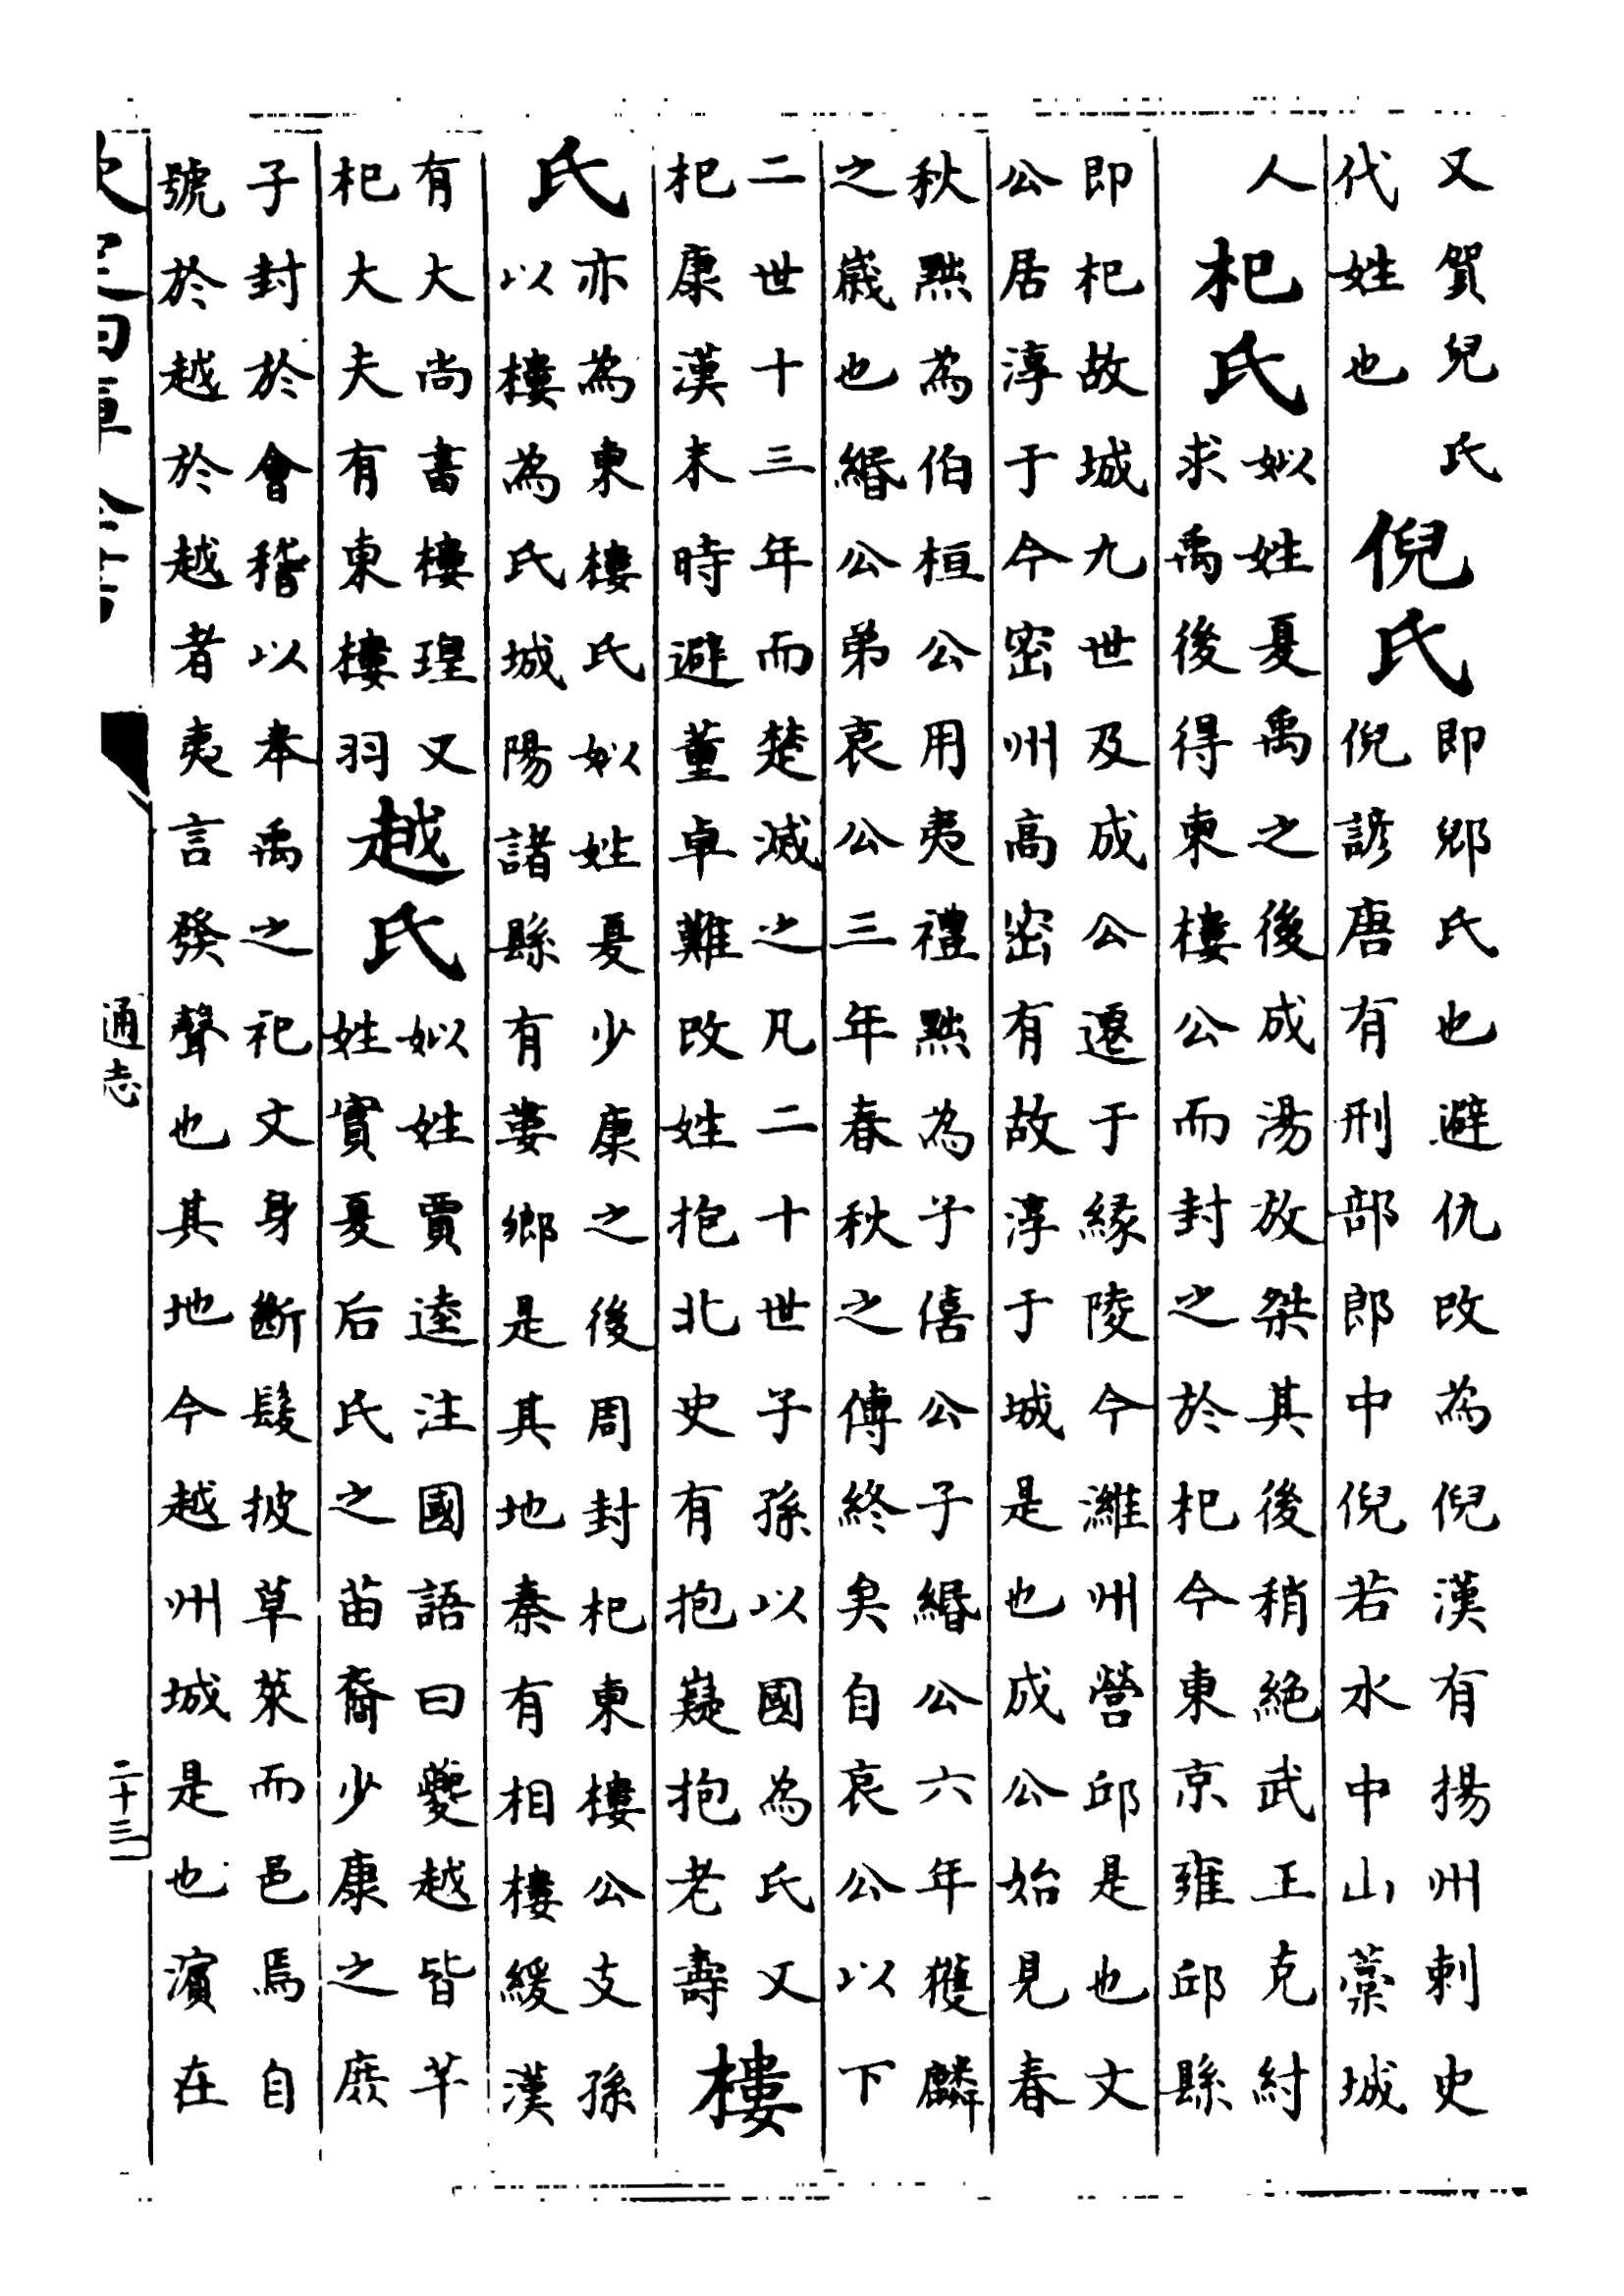 又賀兒氏
代姓也
倪氏
即郳氏也避仇改為倪漢有揚州刺史
倪諺唐有刑部郎中倪若水中山藁城
人
杞氏
姒姓夏禹之後成湯放桀其後稍絶武王克紂
求禹後得東樓公而封之於杞今東京雍邱縣
即杞故城九世及成公遷于緣陵今濰州營邱是也文
公居淳于今密州高密有故淳于城是也成公始見春
秋黜為伯桓公用夷禮黜為子僖公子緡公六年獲麟
之歲也緡公弟哀公三年春秋之傳終矣自哀公以下
二世十三年而楚滅之凡二十世子孫以國為氏又
杞康漢末時避董卓難改姓抱北史有抱嶷抱老壽
樓
氏
亦為東樓氏姒姓夏少康之後周封杞東樓公支孫
以樓為氏城陽諸縣有婁鄉是其地秦有相樓緩漢
有大尚書樓瑝又
杞大夫有東樓羽
越氏
姒姓賈逵注國語曰夔越皆芊
姓實夏后氏之苗裔少康之庶
子封於會稽以奉禹之祀文身斷髮披草萊而邑焉自
號於越於越者夷言發聲也其地今越州城是也濱在
通志
二十三